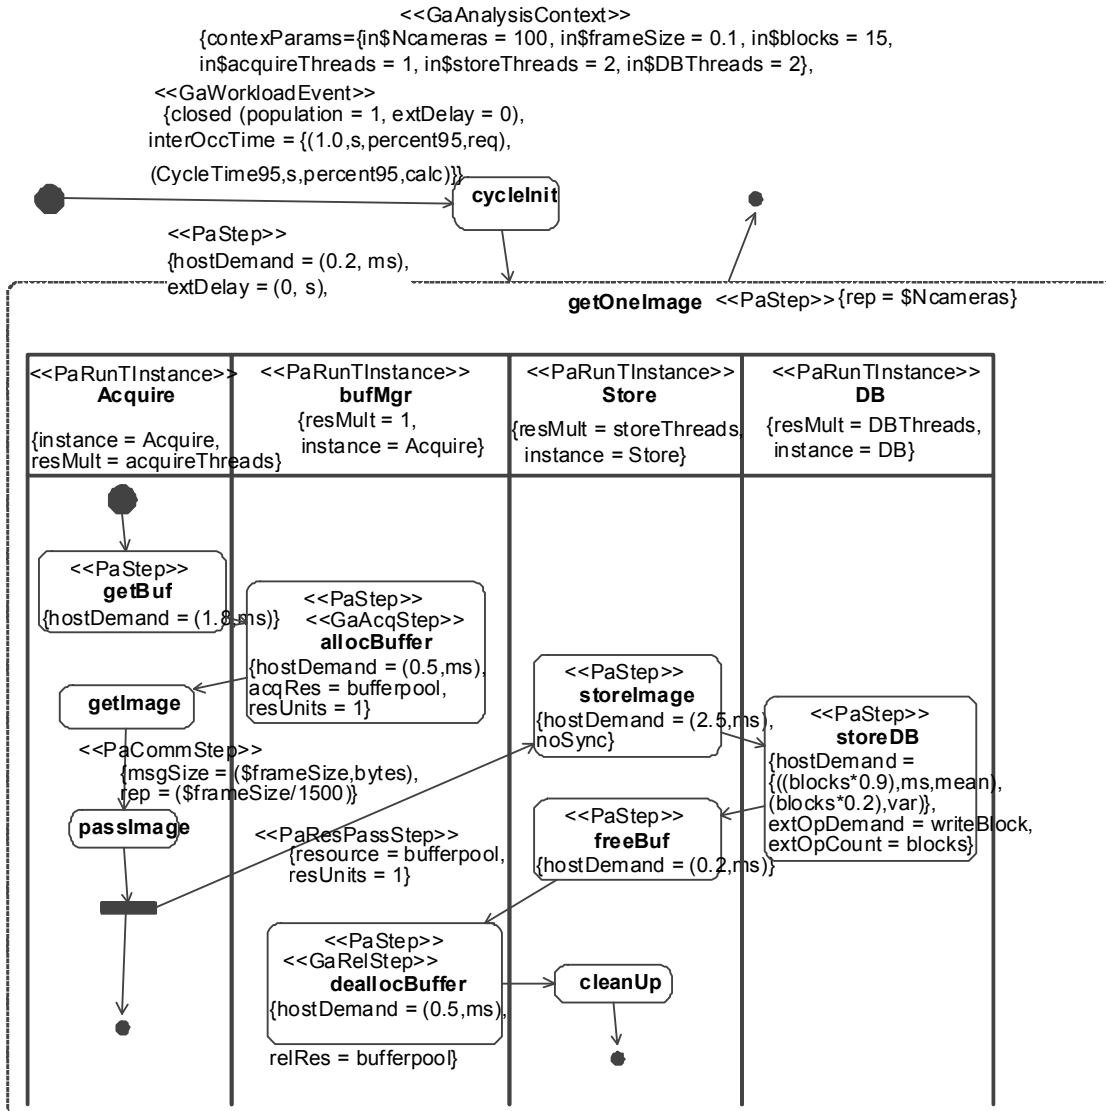 <<GaAnalysisContext>>
{contexParams={in$Ncameras = 100, in$frameSize = 0.1, in$blocks = 15,
in$acquireThreads = 1, in$storeThreads = 2, in$DBThreads = 2},
<<GaWorkloadEvent>>
{closed (population = 1, extDelay = 0),
interOccTime = {(1.0,s,percent95,req),
(CycleTime95,s,percent95,calc)}}
cycleInit
<<PaStep>>
{hostDemand = (0.2, ms),
extDelay = (0, s),
getOneImage <<PaStep>> {rep = $Ncameras}
<<PaRunTInstance>>
Acquire
{instance = Acquire,
resMult = acquireThreads}
<<PaRunTInstance>>
bufMgr
{resMult = 1,
instance = Acquire}
<<PaRunTInstance>>
Store
{resMult = storeThreads,
instance = Store}
<<PaRunTInstance>>
DB
{resMult = DBThreads,
instance = DB}
<<PaStep>>
getBuf
{hostDemand = (1.8,ms)}
<<PaStep>>
<<GaAcqStep>>
allocBuffer
{hostDemand = (0.5,ms),
acqRes = bufferpool,
resUnits = 1}
getImage
<<PaCommStep>>
{msgSize = ($frameSize,bytes),
rep = ($frameSize/1500)}
passImage
<<PaResPassStep>>
{resource = bufferpool,
resUnits = 1}
<<PaStep>>
storeImage
{hostDemand = (2.5,ms),
noSync}
<<PaStep>>
storeDB
{hostDemand =
{((blocks*0.9),ms,mean),
(blocks*0.2),var)},
extOpDemand = writeBlock,
extOpCount = blocks}
<<PaStep>>
freeBuf
{hostDemand = (0.2,ms)}
<<PaStep>>
<<GaRelStep>>
deallocBuffer
{hostDemand = (0.5,ms),
relRes = bufferpool}
cleanUp